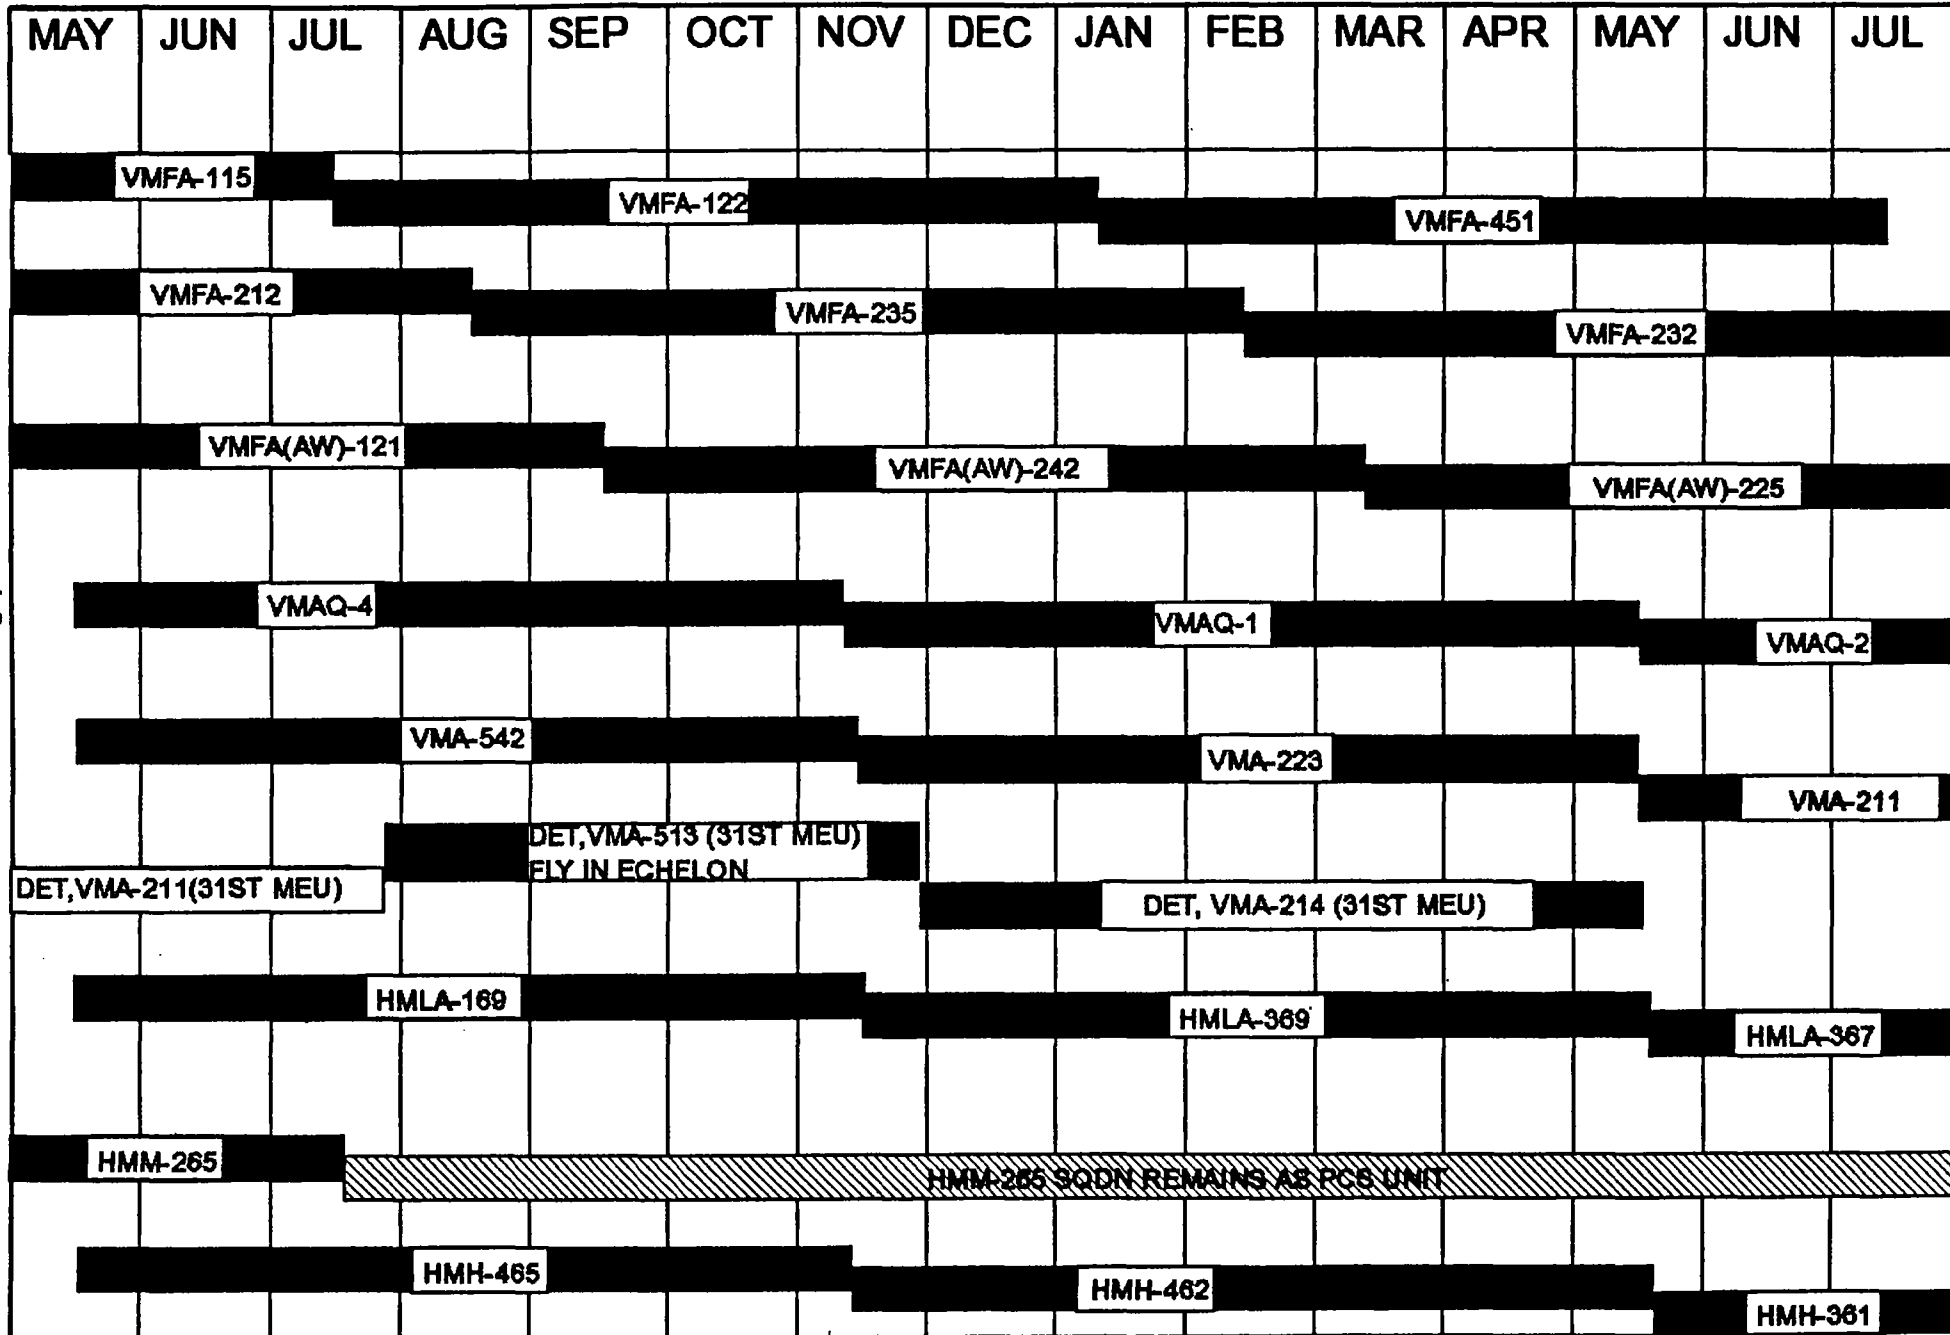 MAY JUN JUL AUG SEP OCT NOV DEC JAN FEB MAR APR MAY JUN JUL
VMFA-115
VMFA-122
VMFA-451
VMFA-212
VMFA-235
VMFA-232
VMFA(AW)-121
VMFA(AW)-242
VMFA(AW)-225
VMAQ-4
VMAQ-1
VMAQ-2
VMA-542
VMA-223
VMA-211
DET,VMA-513 (31ST MEU)
FLY IN ECHELON
DET,VMA-211(31ST MEU)
DET, VMA-214 (31ST MEU)
HMLA-169
HMLA-369
HMLA-367
HMM-265
HMM-265 SQDN REMAINS AS PCS UNIT
HMH-465
HMH-462
HMH-361